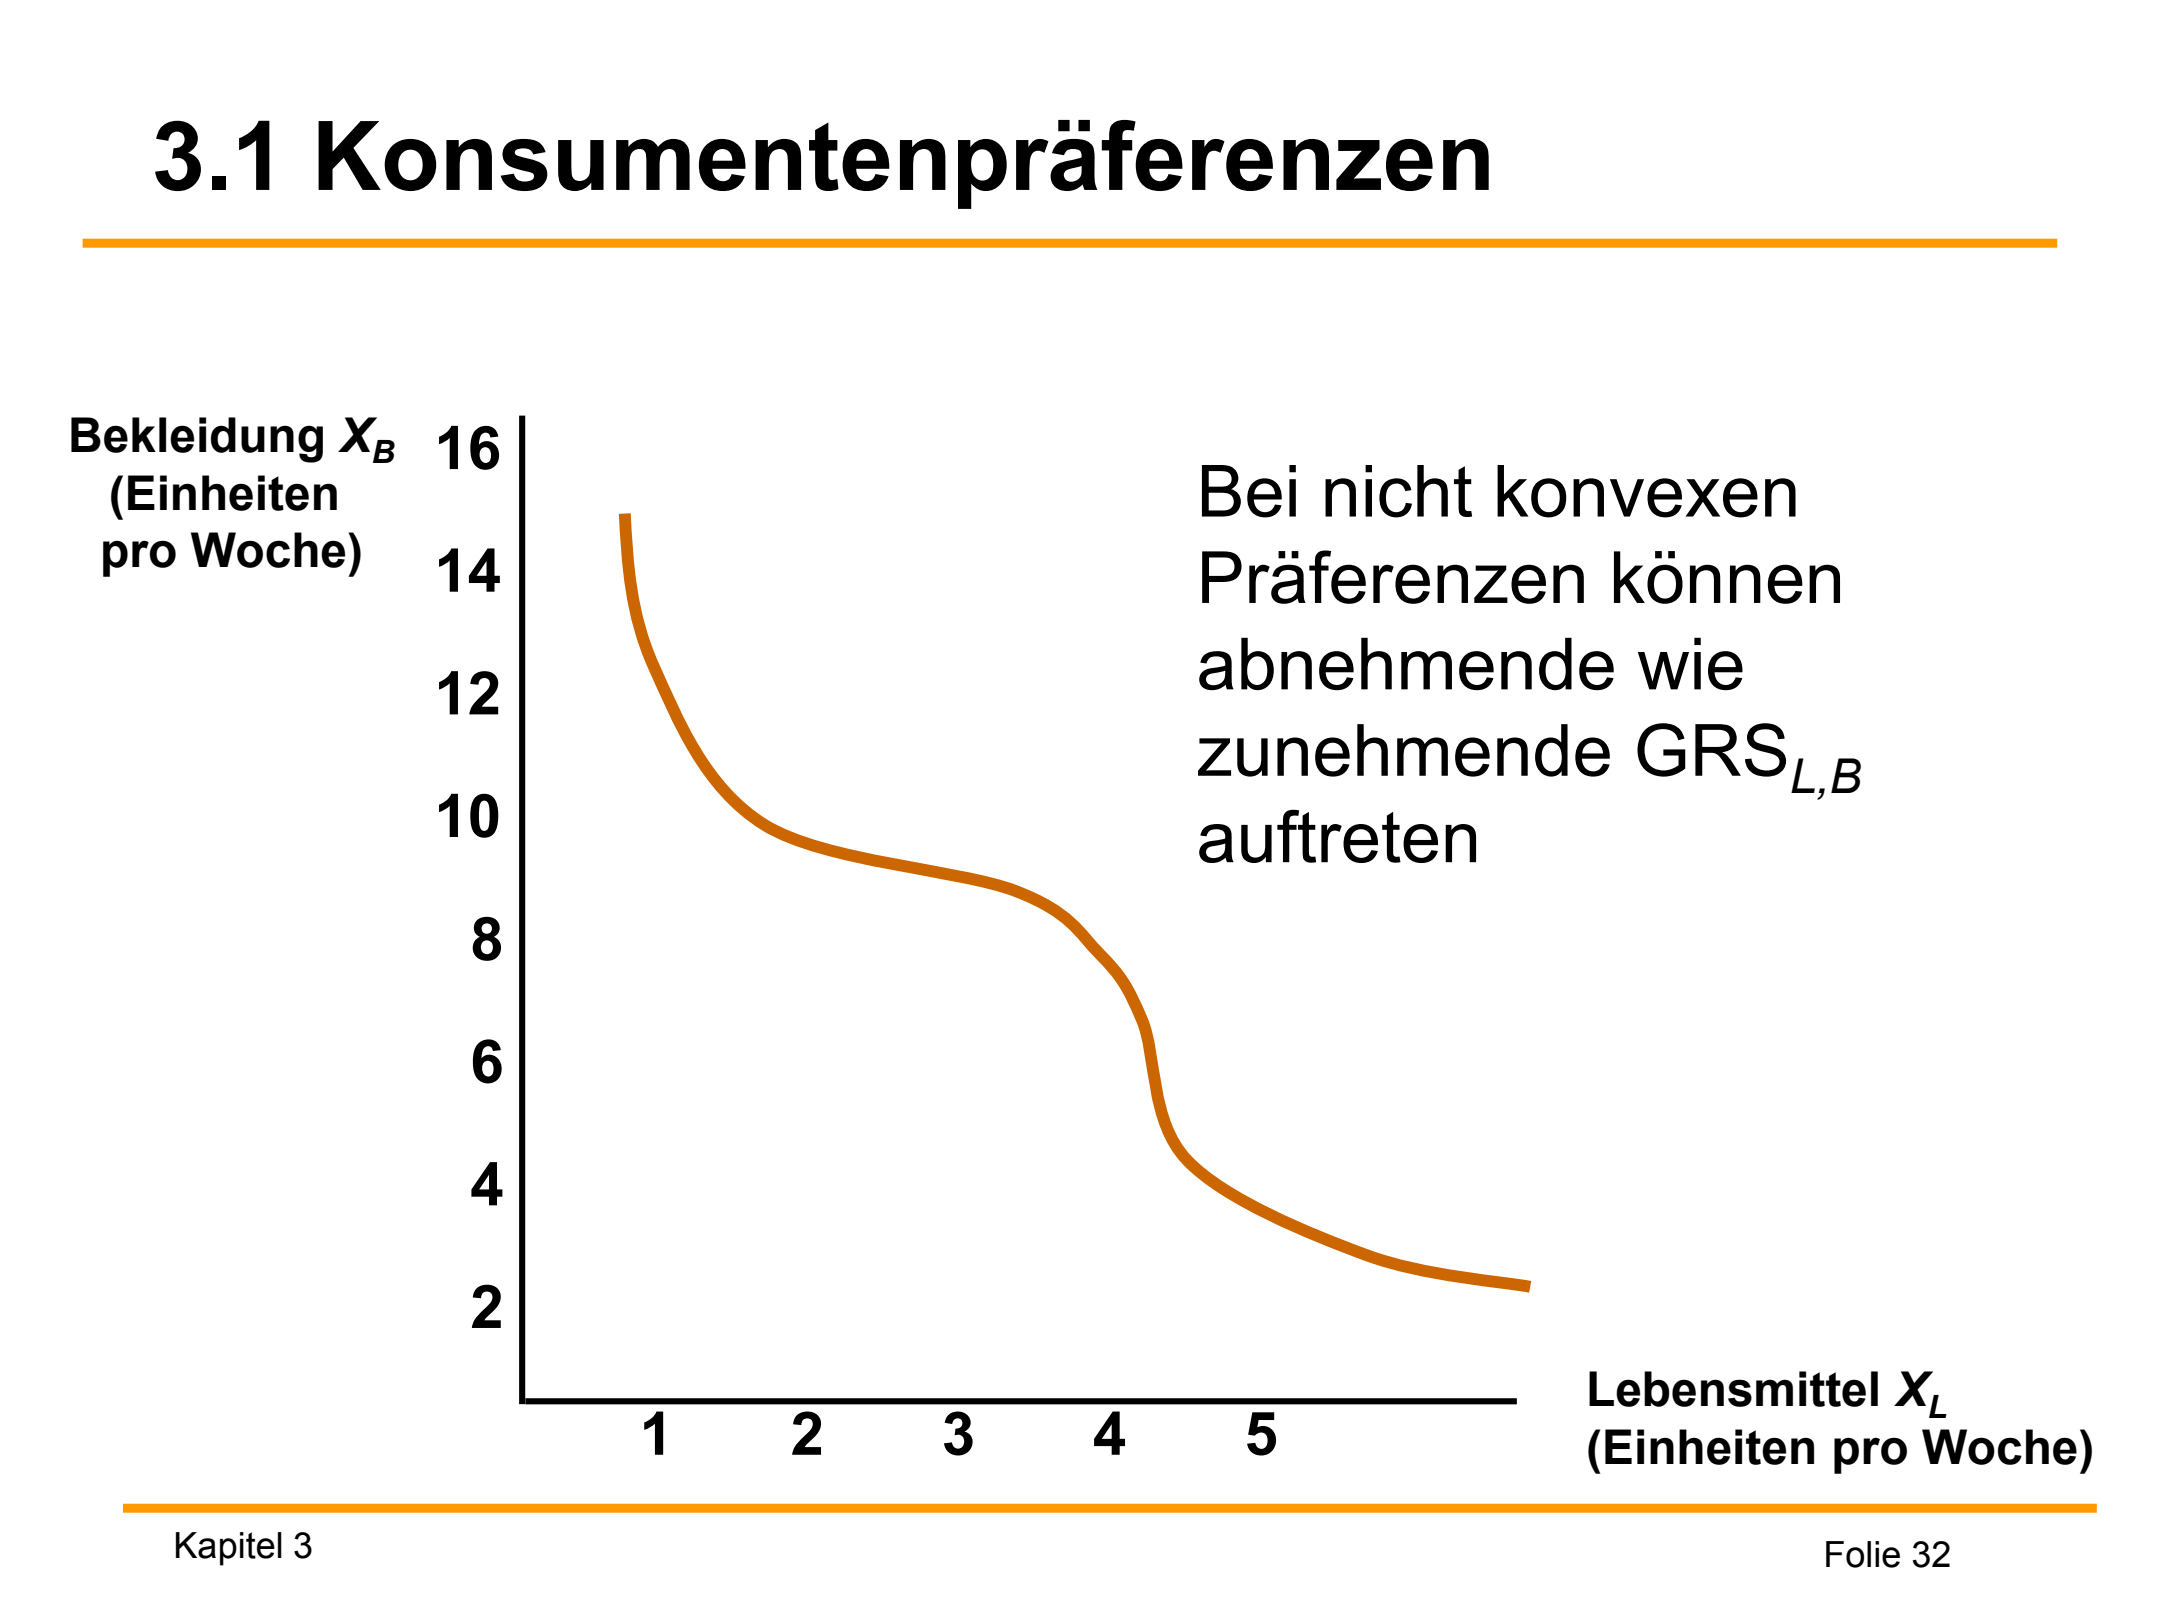 3.1 Konsumentenpräferenzen
Bekleidung X_B
(Einheiten
pro Woche)
16
14
12
10
8
6
4
2
Bei nicht konvexen
Präferenzen können
abnehmende wie
zunehmende GRS_L,B
auftreten
1 2 3 4 5
Lebensmittel X_L
(Einheiten pro Woche)
Kapitel 3
Folie 32